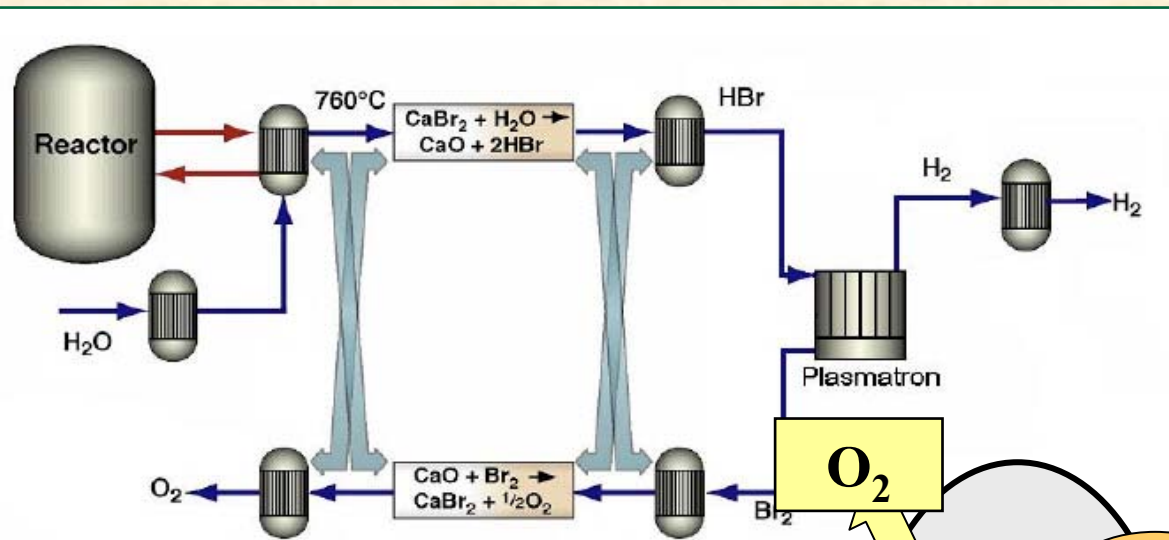 Reactor
760°C
CaBr₂ + H₂O →
CaO + 2HBr
HBr
H₂
H₂
H₂O
Plasmatron
O₂
CaO + Br₂ →
CaBr₂ + ¹/₂O₂
Br₂
O₂